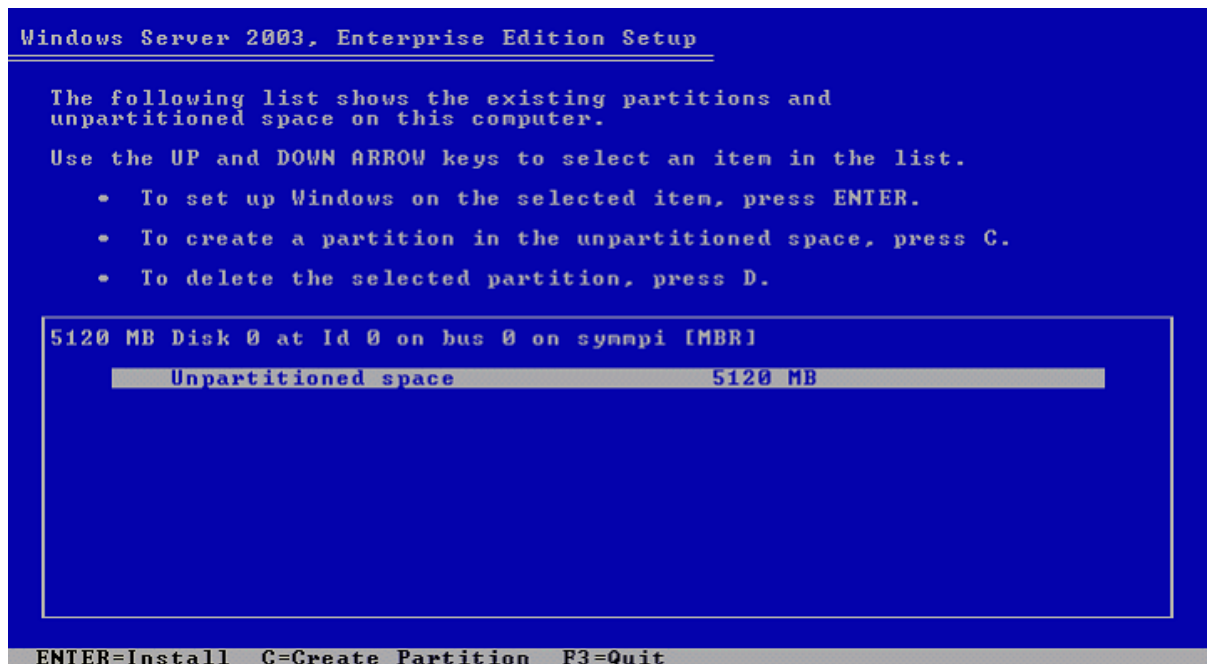 Windows Server 2003, Enterprise Edition Setup
The following list shows the existing partitions and
unpartitioned space on this computer.
Use the UP and DOWN ARROW keys to select an item in the list.
• To set up Windows on the selected item, press ENTER.
• To create a partition in the unpartitioned space, press C.
• To delete the selected partition, press D.
5120 MB Disk 0 at Id 0 on bus 0 on symmpi [MBR]
Unpartitioned space 5120 MB
ENTER=Install C=Create Partition F3=Quit